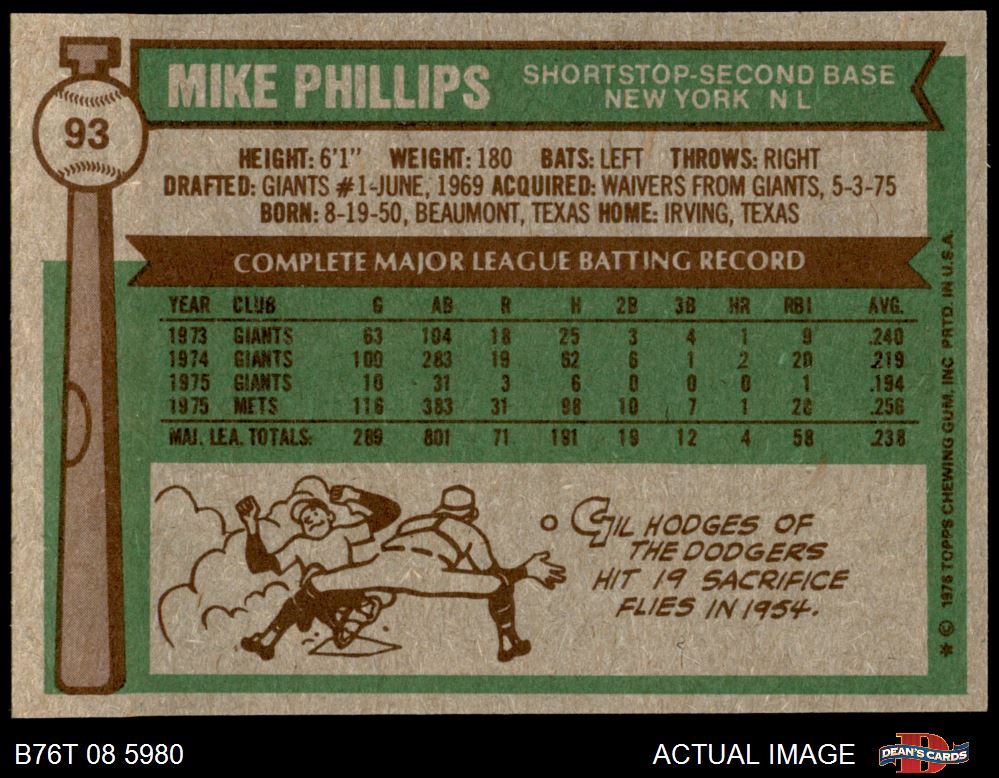 93
MIKE PHILLIPS
SHORTSTOP-SECOND BASE
NEW YORK N L
HEIGHT: 6'1" WEIGHT: 180 BATS: LEFT THROWS: RIGHT
DRAFTED: GIANTS #1-JUNE, 1969 ACQUIRED: WAIVERS FROM GIANTS, 5-3-75
BORN: 8-19-50, BEAUMONT, TEXAS HOME: IRVING, TEXAS
COMPLETE MAJOR LEAGUE BATTING RECORD
YEAR CLUB G AB R H 2B 3B HR RBI AVG.
1973 GIANTS 63 104 18 25 3 4 1 9 .240
1974 GIANTS 100 283 19 62 6 1 2 20 .219
1975 GIANTS 10 31 3 6 0 0 0 1 .194
1975 METS 116 383 31 98 10 7 1 28 .256
MAJ. LEA. TOTALS: 289 801 71 191 19 12 4 58 .238
GIL HODGES OF
THE DODGERS
HIT 19 SACRIFICE
FLIES IN 1954.
* © 1976 TOPPS CHEWING GUM, INC PRTD. IN U.S.A.
B76T 08 5980
ACTUAL IMAGE
DEAN'S CARDS